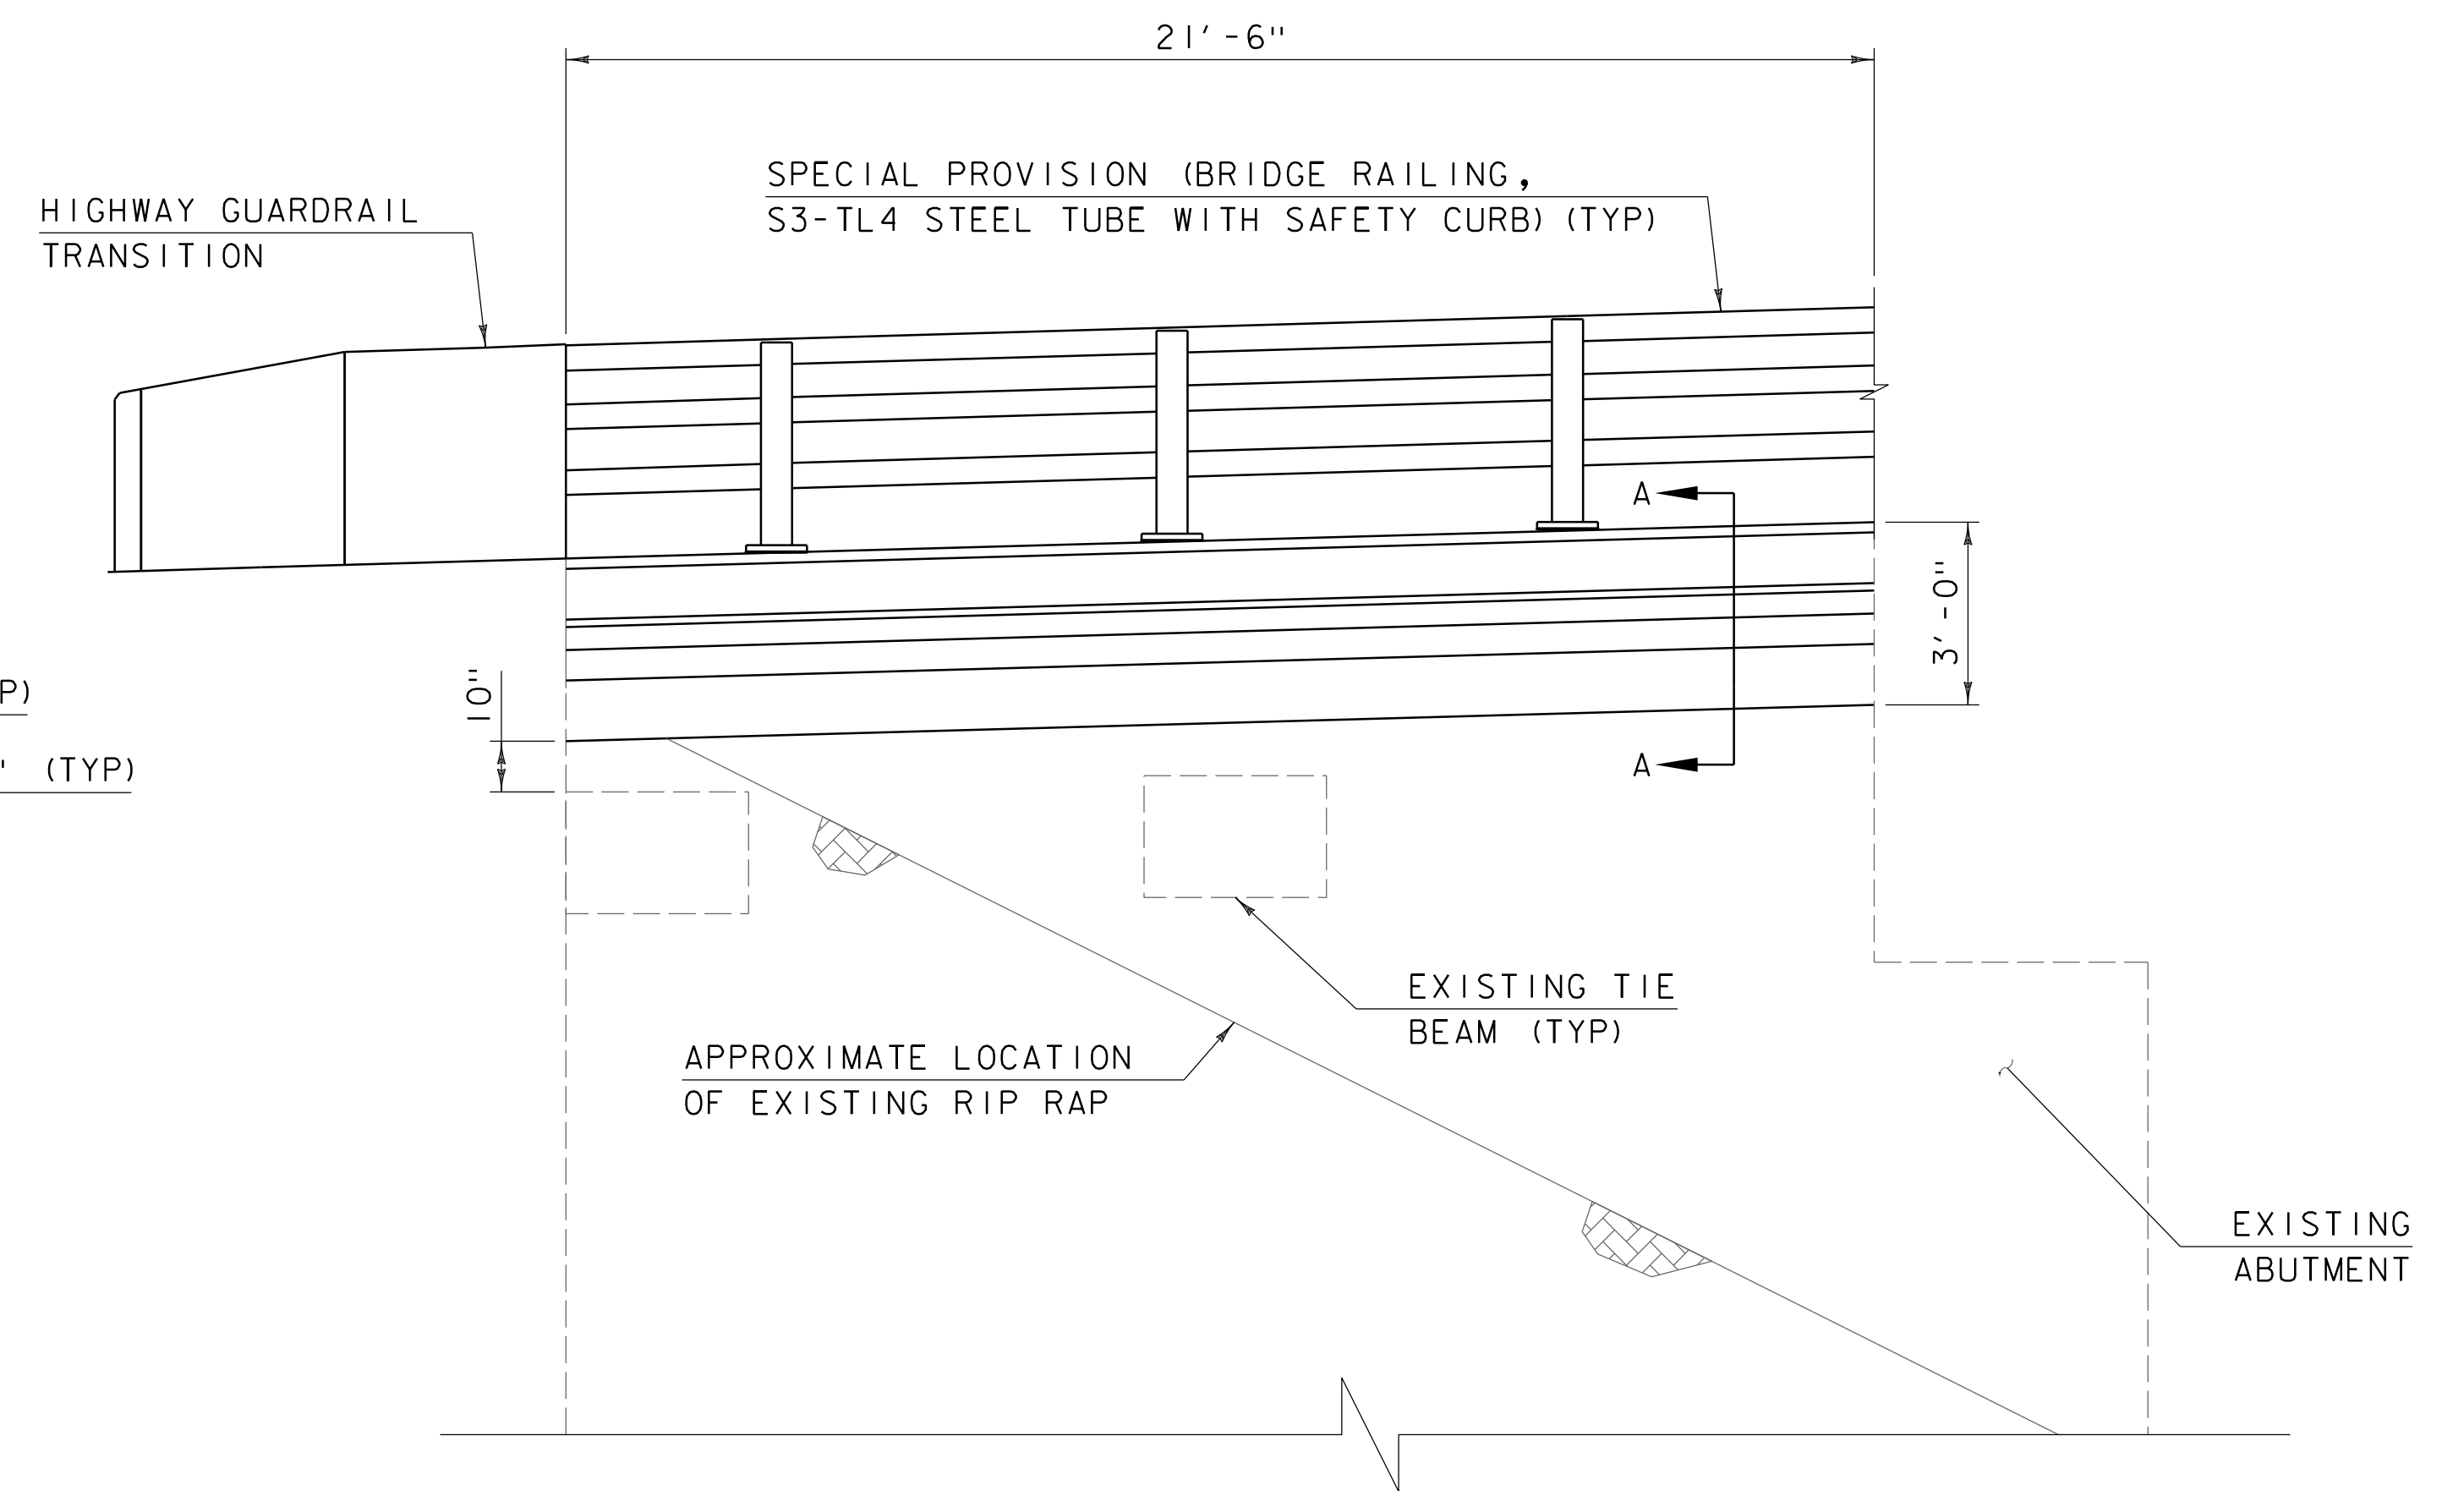 21'-6"
SPECIAL PROVISION (BRIDGE RAILING,
S3-TL4 STEEL TUBE WITH SAFETY CURB) (TYP)
HIGHWAY GUARDRAIL
TRANSITION
A
3'-0"
10"
P)
" (TYP)
A
EXISTING TIE
BEAM (TYP)
APPROXIMATE LOCATION
OF EXISTING RIP RAP
EXISTING
ABUTMENT